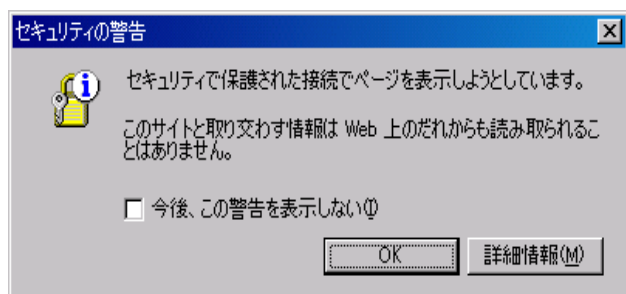 セキュリティの警告
セキュリティで保護された接続でページを表示しようとしています。
このサイトと取り交わす情報は Web 上のだれからも読み取られるこ
とはありません。
今後、この警告を表示しない(I)
OK 詳細情報(M)